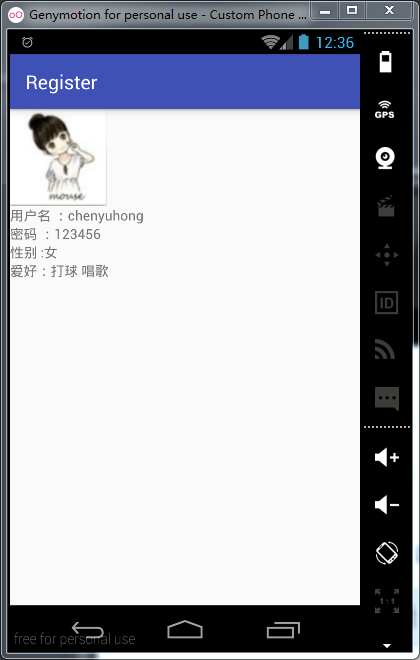 Genymotion for personal use - Custom Phone ...
12:36
Register
GPS
mouse
用户名 ：chenyuhong
密码 ：123456
性别 :女
爱好：打球 唱歌
ID
1:1
free for personal use